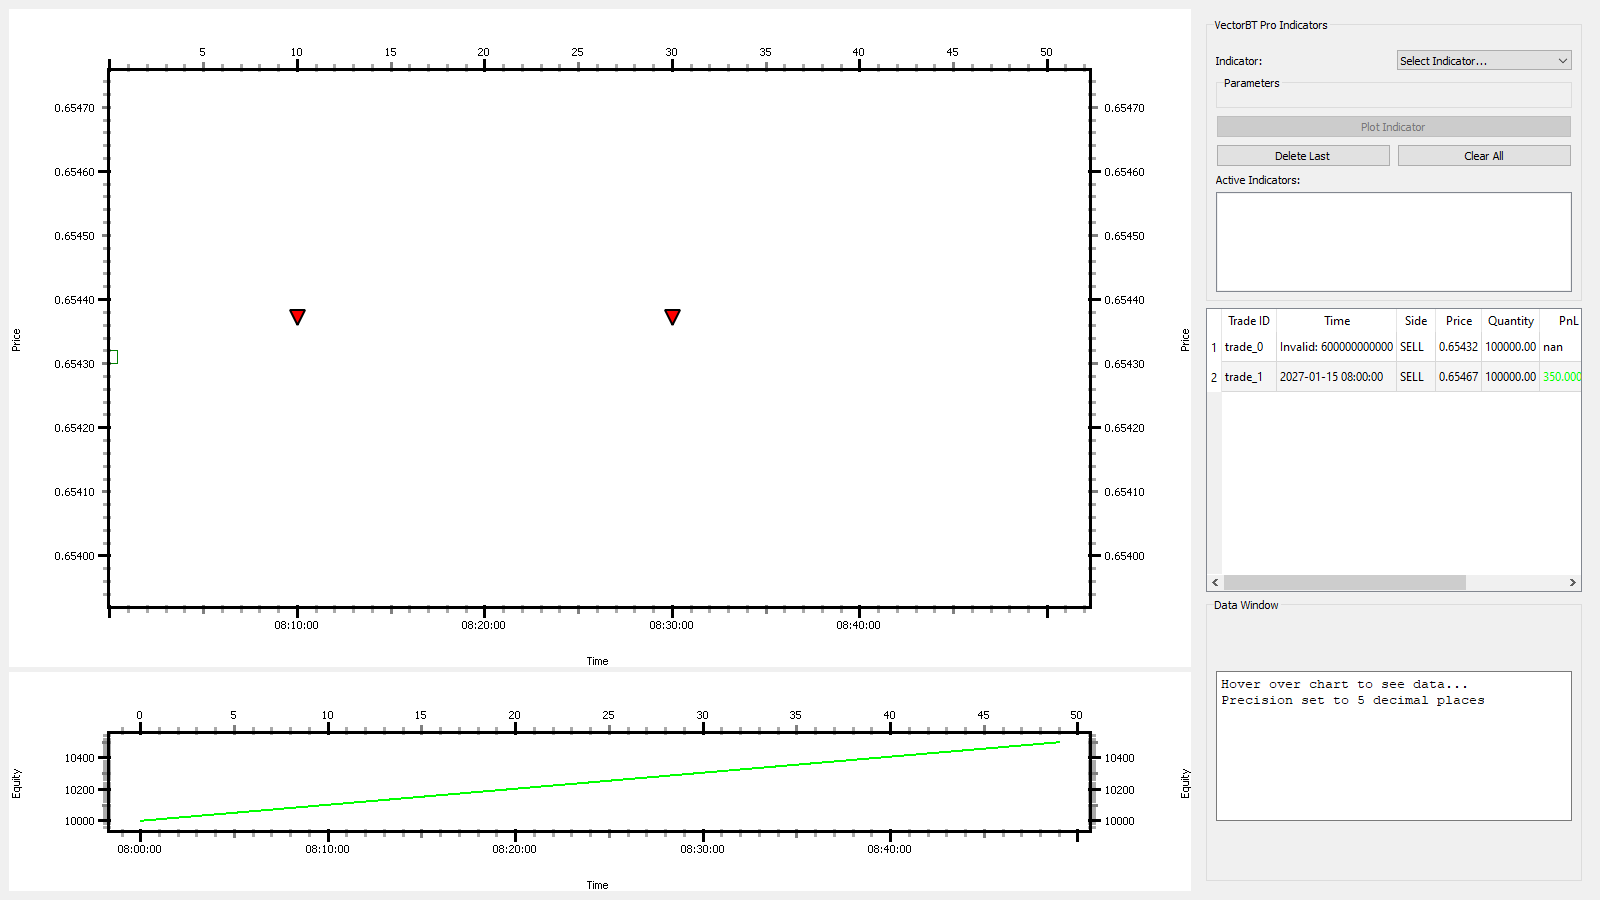 5 10 15 20 25 30 35 40 45 50
0.65470 0.65470
0.65460 0.65460
0.65450 0.65450
0.65440 0.65440
Price Price
0.65430 0.65430
0.65420 0.65420
0.65410 0.65410
0.65400 0.65400
08:10:00 08:20:00 08:30:00 08:40:00
Time
0 5 10 15 20 25 30 35 40 45 50
10400 10400
Equity Equity
10200 10200
10000 10000
08:00:00 08:10:00 08:20:00 08:30:00 08:40:00
Time
VectorBT Pro Indicators
Indicator: Select Indicator...
Parameters
Plot Indicator
Delete Last Clear All
Active Indicators:
Trade ID Time Side Price Quantity PnL
1 trade_0 Invalid: 600000000000 SELL 0.65432 100000.00 nan
2 trade_1 2027-01-15 08:00:00 SELL 0.65467 100000.00 350.000
Data Window
Hover over chart to see data...
Precision set to 5 decimal places